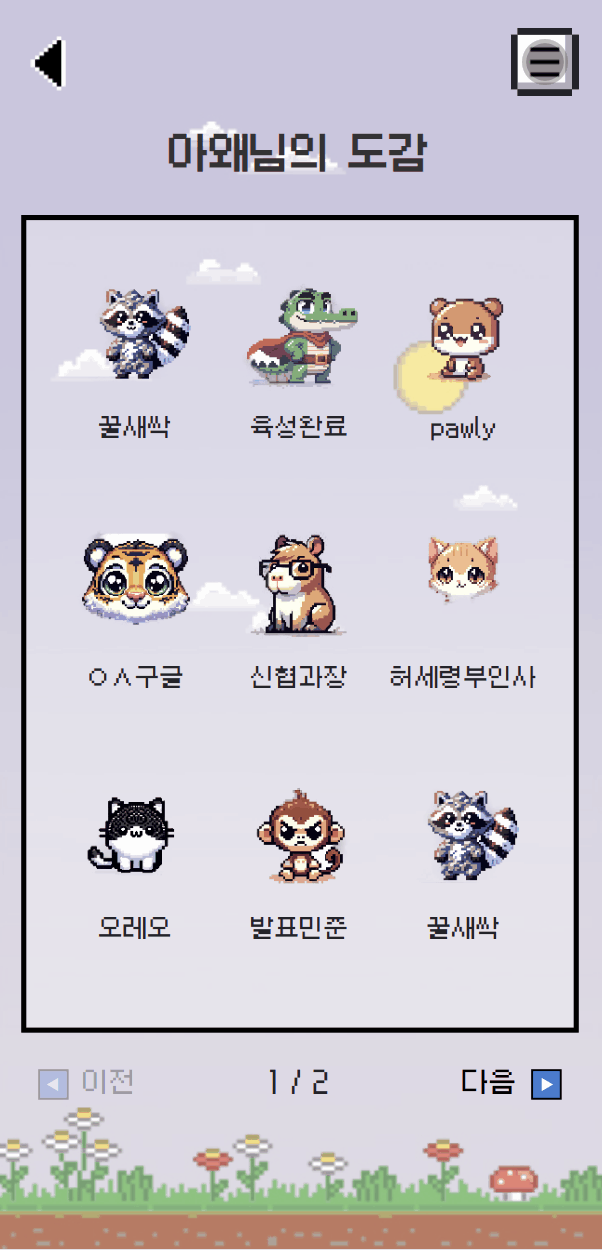 아왜님의 도감
꿀새싹 육성완료 pawly
ㅇㅅ구글 신협과장 허세령부인사
오레오 발표민준 꿀새싹
이전 1 / 2 다음